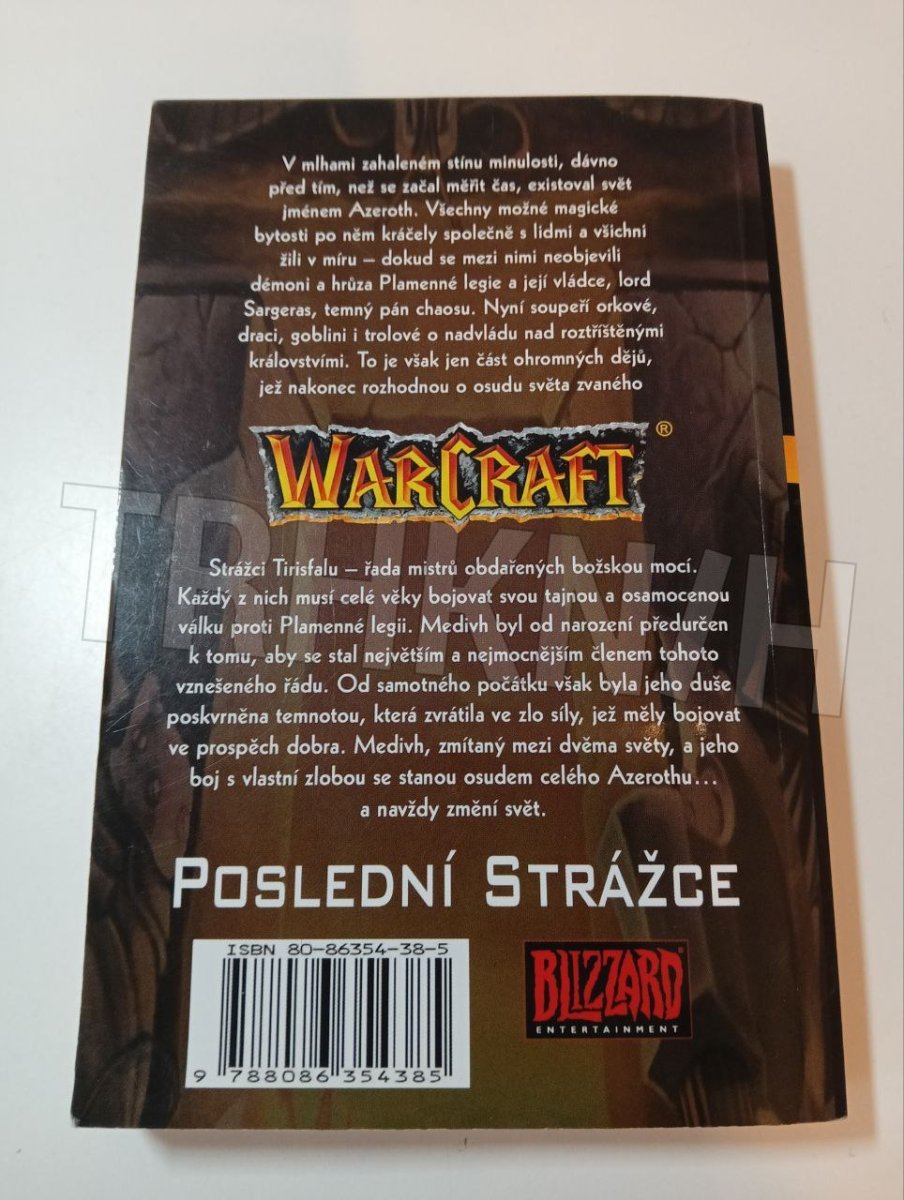 V mlhami zahaleném stínu minulosti, dávno
před tím, než se začal měřit čas, existoval svět
jménem Azeroth. Všechny možné magické
bytosti po něm kráčely společně s lidmi a všichni
žili v míru – dokud se mezi nimi neobjevili
démoni a hrůza Plamenné legie a její vládce, lord
Sargeras, temný pán chaosu. Nyní soupeří orkové,
draci, goblini i trolové o nadvládu nad roztříštěnými
královstvími. To je však jen část ohromných dějů,
jež nakonec rozhodnou o osudu světa zvaného
WARCRAFT®
TRHKNIH
Strážci Tirisfalu – řada mistrů obdařených božskou mocí.
Každý z nich musí celé věky bojovat svou tajnou a osamocenou
válku proti Plamenné legii. Medivh byl od narození předurčen
k tomu, aby se stal největším a nejmocnějším členem tohoto
vznešeného řádu. Od samotného počátku však byla jeho duše
poskvrněna temnotou, která zvrátila ve zlo síly, jež měly bojovat
ve prospěch dobra. Medivh, zmítaný mezi dvěma světy, a jeho
boj s vlastní zlobou se stanou osudem celého Azerothu...
a navždy změní svět.
POSLEDNÍ STRÁŽCE
ISBN 80-86354-38-5
9 788086 354385
BLIZZARD®
ENTERTAINMENT